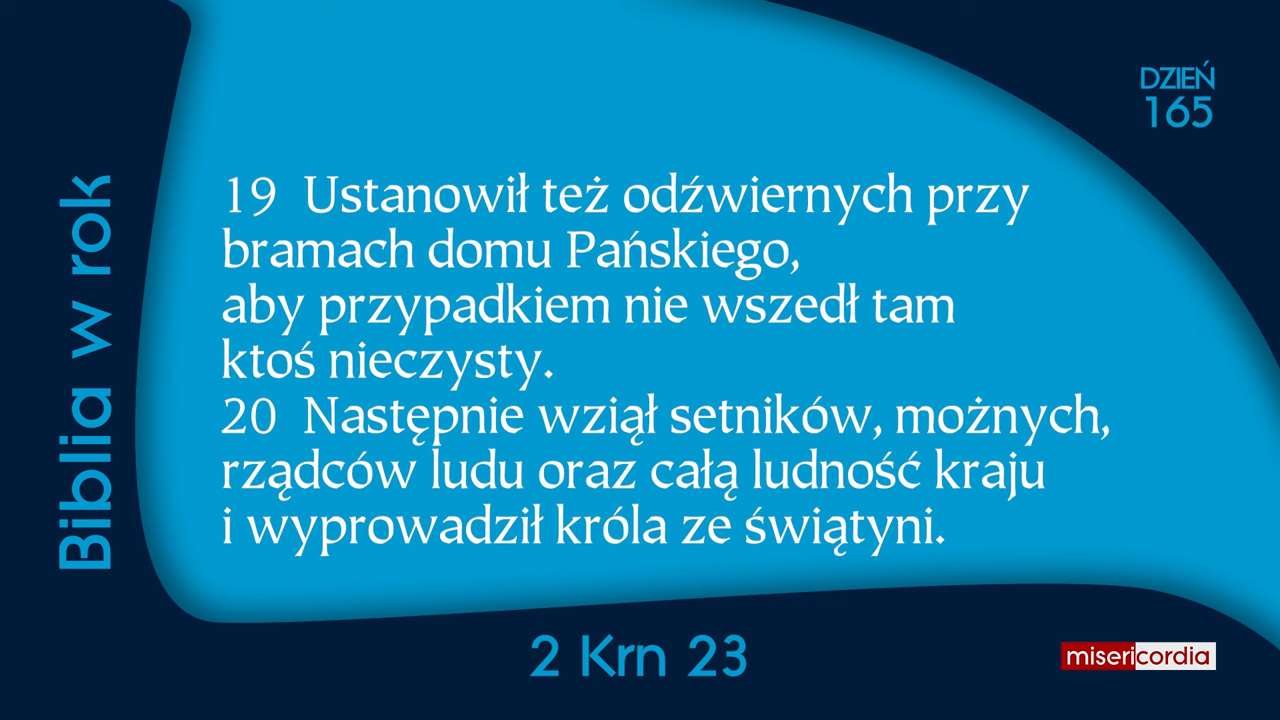 DZIEŃ
165
Biblia w rok
19 Ustanowił też odźwiernych przy
bramach domu Pańskiego,
aby przypadkiem nie wszedł tam
ktoś nieczysty.
20 Następnie wziął setników, możnych,
rządców ludu oraz całą ludność kraju
i wyprowadził króla ze świątyni.
2 Krn 23
misericordia